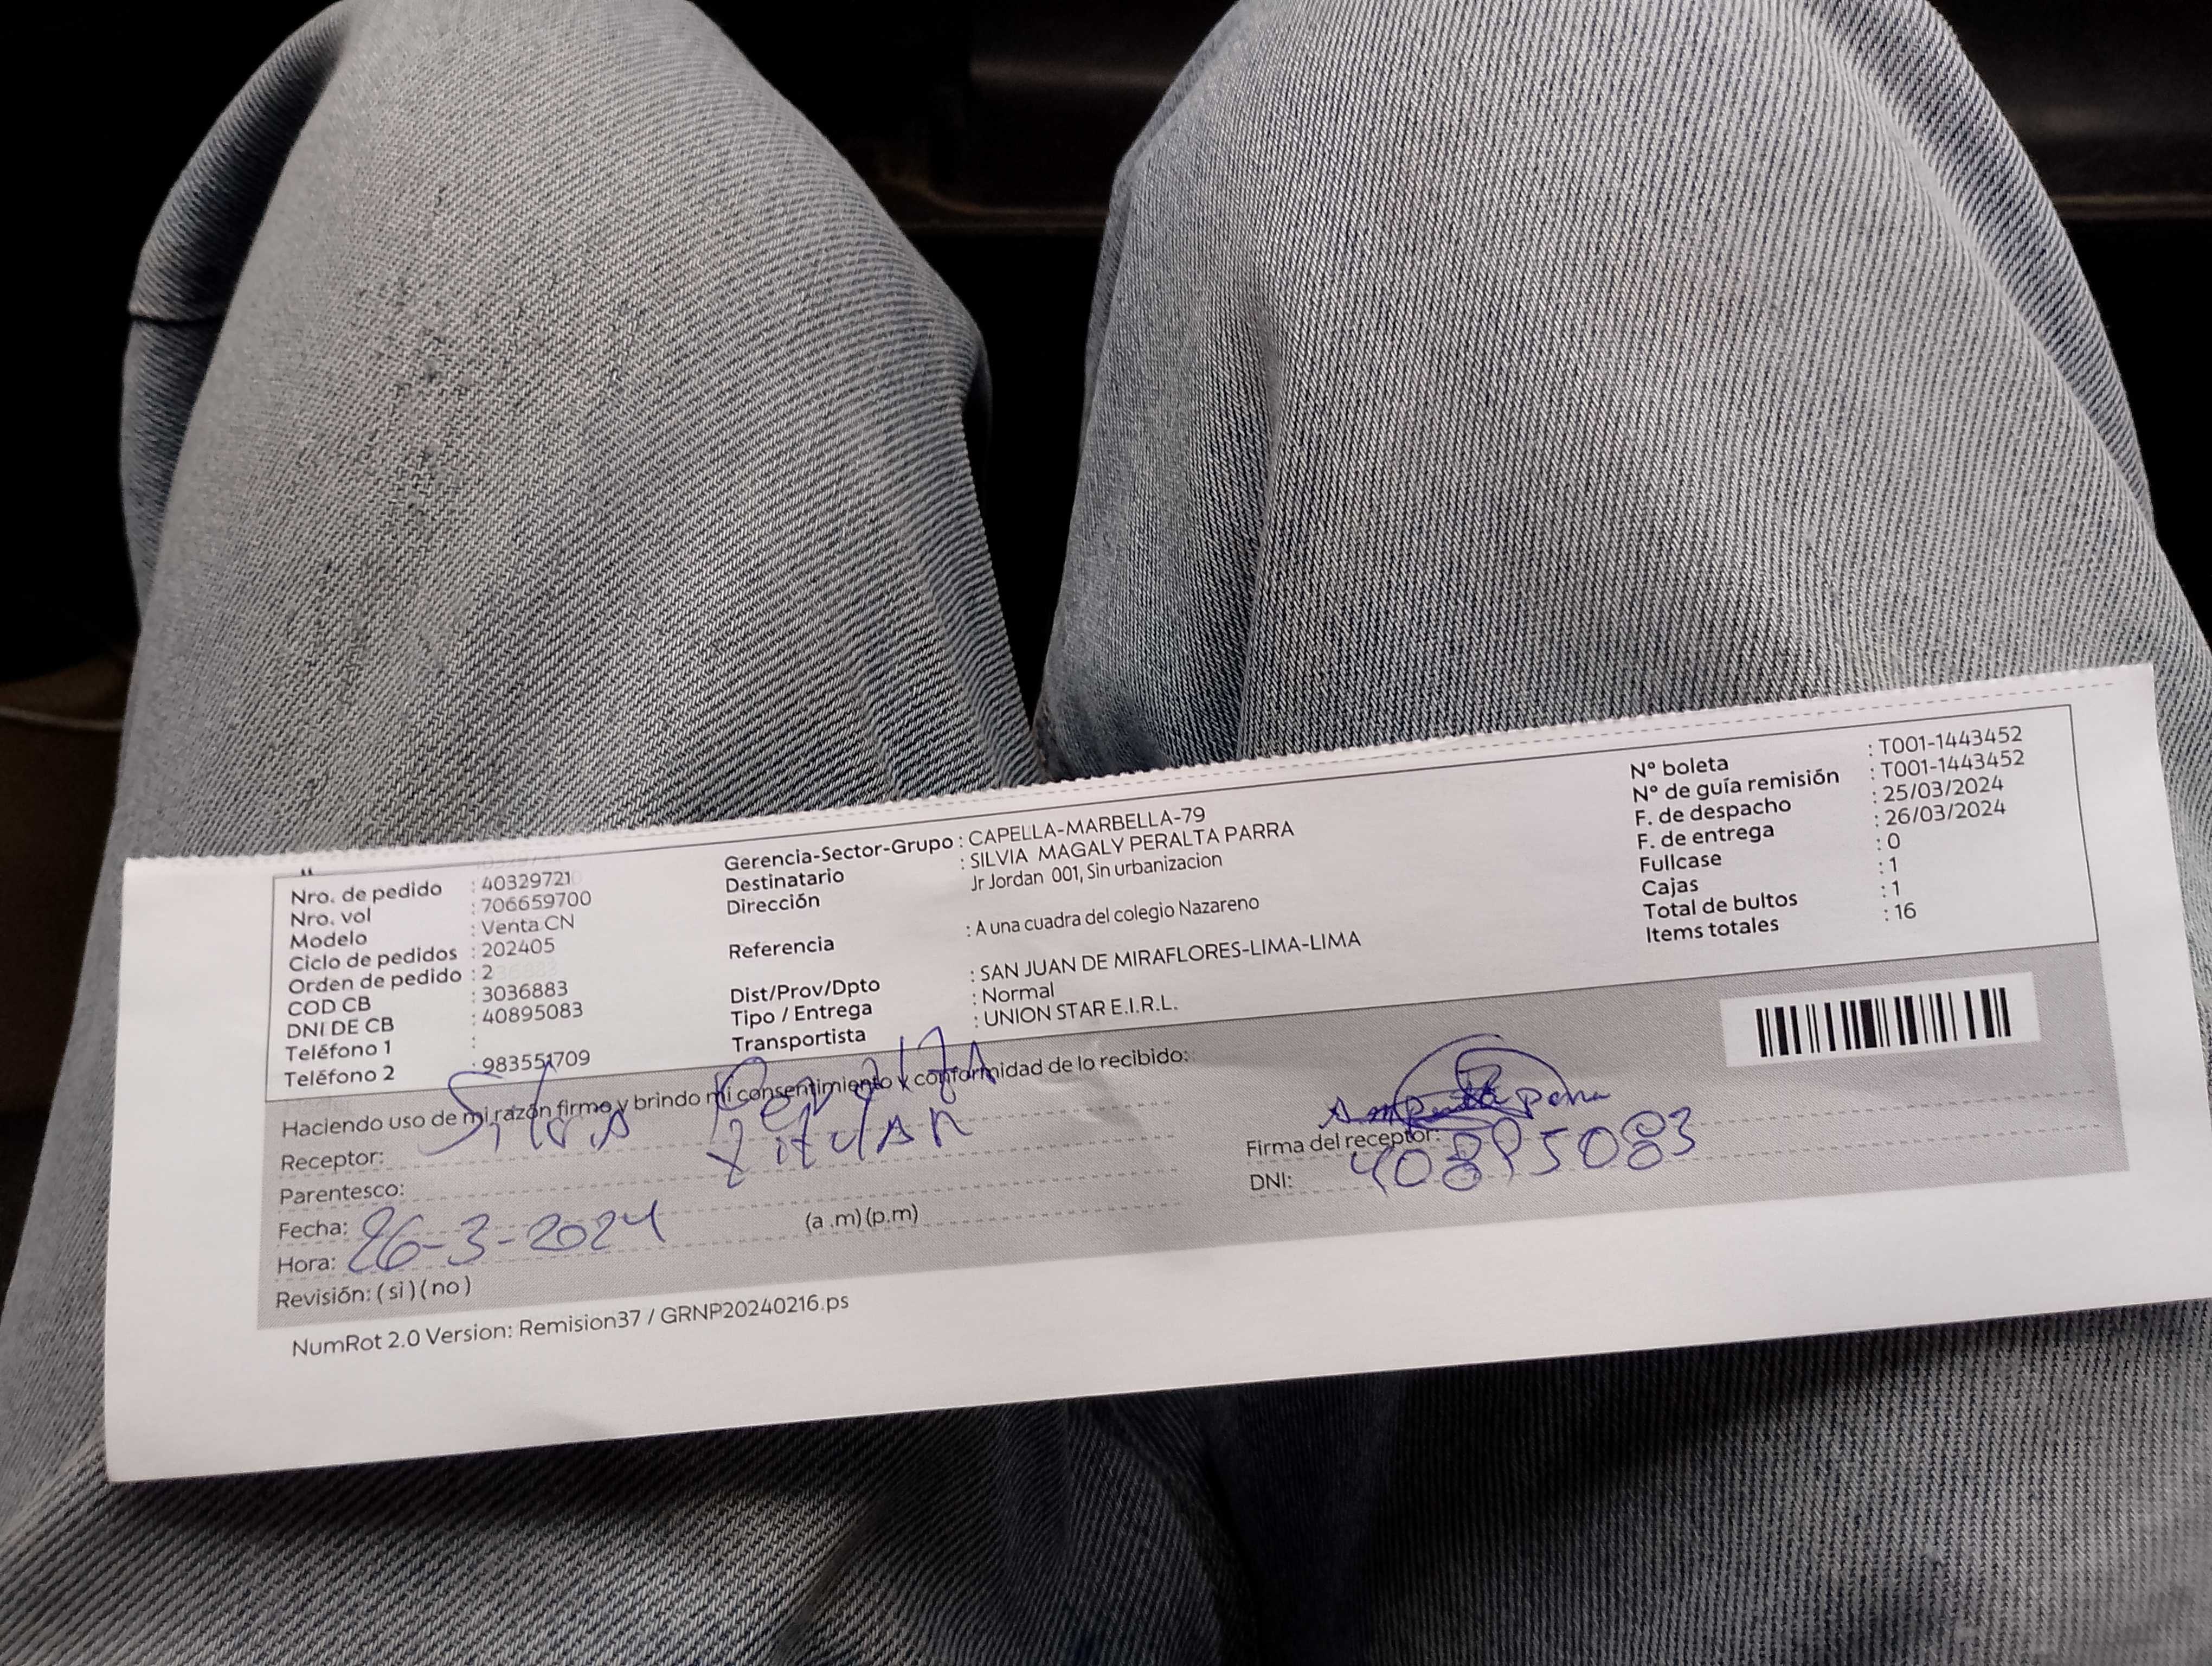 Nro. de pedido : 40329721
Nro. vol : 706659700
Modelo : Venta CN
Ciclo de pedidos : 202405
Orden de pedido : 2
COD CB : 3036883
DNI DE CB : 40895083
Teléfono 1 :
Teléfono 2 : 983551709
Gerencia-Sector-Grupo : CAPELLA-MARBELLA-79
Destinatario : SILVIA MAGALY PERALTA PARRA
Dirección Jr Jordan 001, Sin urbanizacion
Referencia : A una cuadra del colegio Nazareno
Dist/Prov/Dpto : SAN JUAN DE MIRAFLORES-LIMA-LIMA
Tipo / Entrega : Normal
Transportista : UNION STAR E.I.R.L.
N° boleta : T001-1443452
N° de guía remisión : T001-1443452
F. de despacho : 25/03/2024
F. de entrega : 26/03/2024
Fullcase : 0
Cajas : 1
Total de bultos : 1
Items totales : 16
Haciendo uso de mi razón firmo y brindo mi consentimiento y conformidad de lo recibido:
Receptor: Silvia Peralta
Parentesco: titular
Fecha: 26-3-2024
Hora: (a .m) (p.m)
Revisión: ( si ) ( no )
Firma del receptor:
DNI: 40895083
NumRot 2.0 Version: Remision37 / GRNP20240216.ps